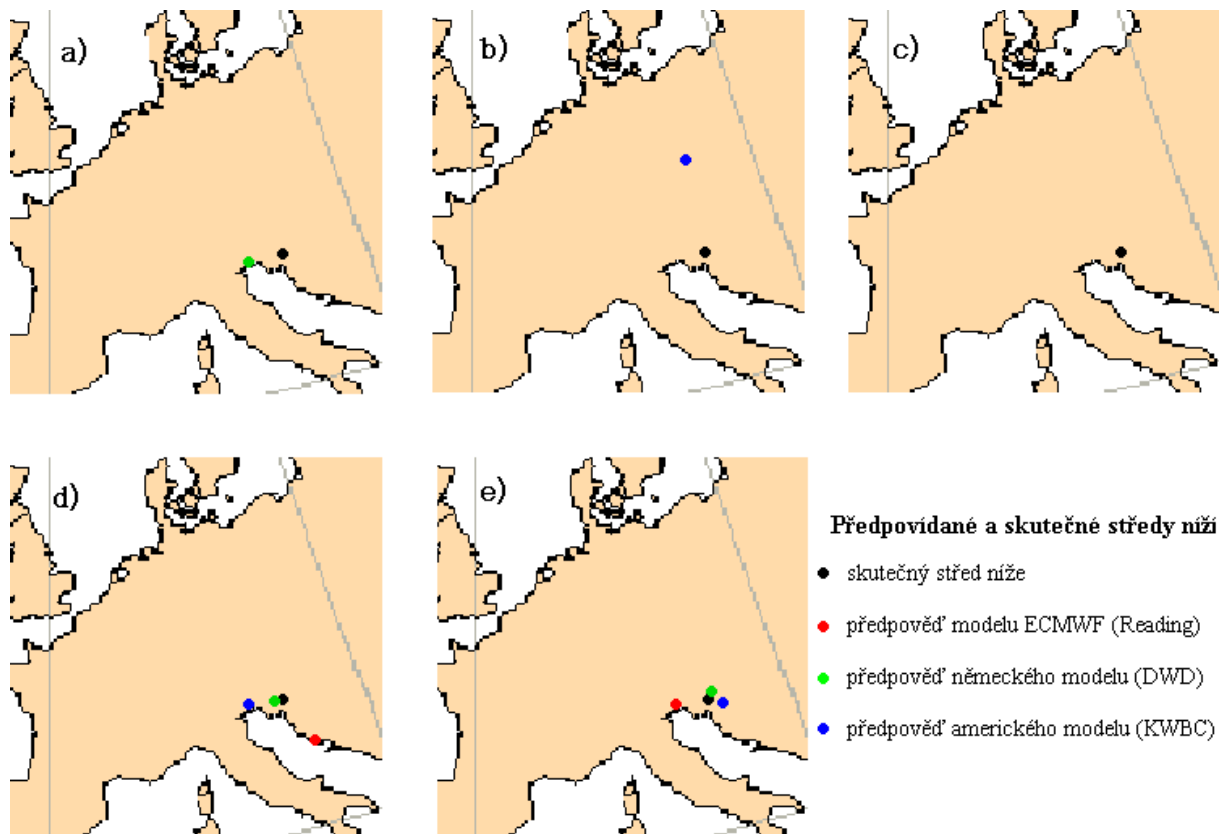 a)
b)
c)
d)
e)
Předpovídané a skutečné středy níží
skutečný střed níže
předpověď modelu ECMWF (Reading)
předpověď německého modelu (DWD)
předpověď amerického modelu (KWBC)